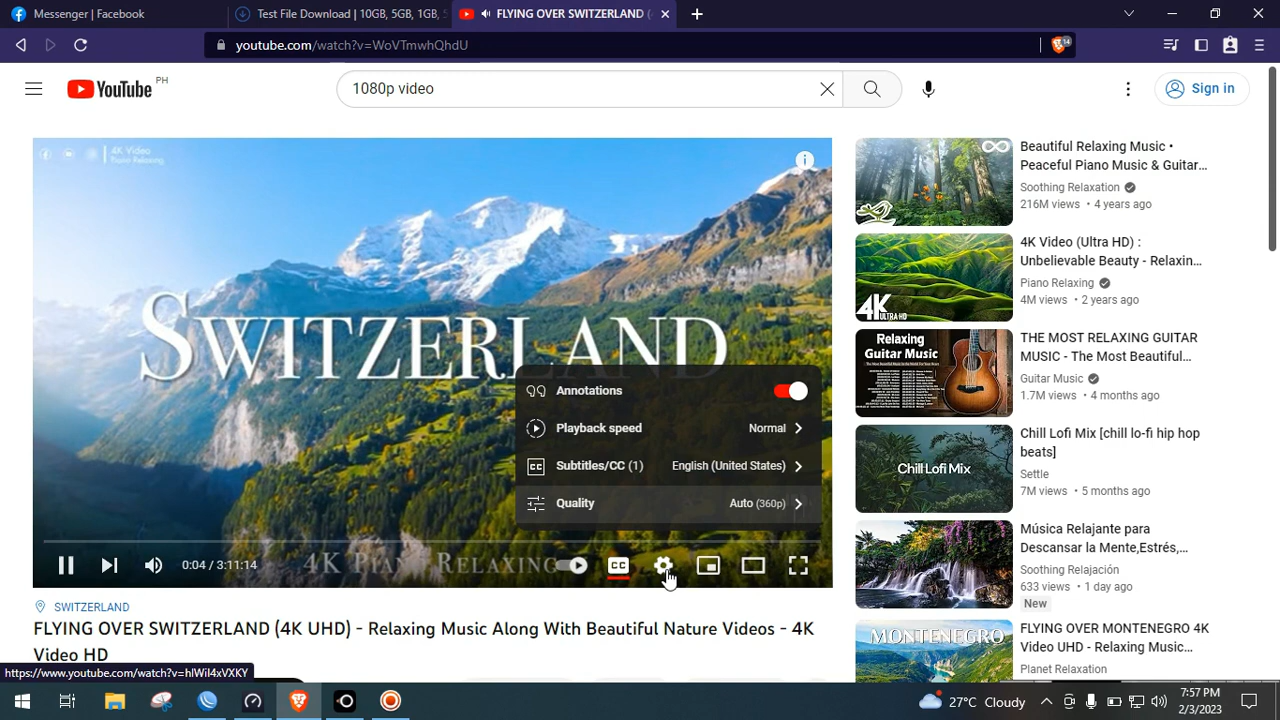 Messenger | Facebook
Test File Download | 10GB, 5GB, 1GB, 5
FLYING OVER SWITZERLAND (
youtube.com/watch?v=WoVTmwhQhdU
14
YouTube PH
1080p video
Sign in
4K Video
Piano Relaxing
SWITZERLAND
Annotations
Playback speed Normal
Subtitles/CC (1) English (United States)
Quality Auto (360p)
0:04 / 3:11:14
SWITZERLAND
FLYING OVER SWITZERLAND (4K UHD) - Relaxing Music Along With Beautiful Nature Videos - 4K
Video HD
https://www.youtube.com/watch?v=hlWiI4xVXKY
Beautiful Relaxing Music •
Peaceful Piano Music & Guitar...
Soothing Relaxation
216M views • 4 years ago
4K ULTRA HD
4K Video (Ultra HD) :
Unbelievable Beauty - Relaxin...
Piano Relaxing
4M views • 2 years ago
Relaxing
Guitar Music
THE MOST RELAXING GUITAR
MUSIC - The Most Beautiful...
Guitar Music
1.7M views • 4 months ago
Chill Lofi Mix
Chill Lofi Mix [chill lo-fi hip hop
beats]
Settle
7M views • 5 months ago
Música Relajante para
Descansar la Mente,Estrés,...
Soothing Relajación
633 views • 1 day ago
New
MONTENEGRO
FLYING OVER MONTENEGRO 4K
Video UHD - Relaxing Music...
Planet Relaxation
27°C Cloudy
7:57 PM
2/3/2023